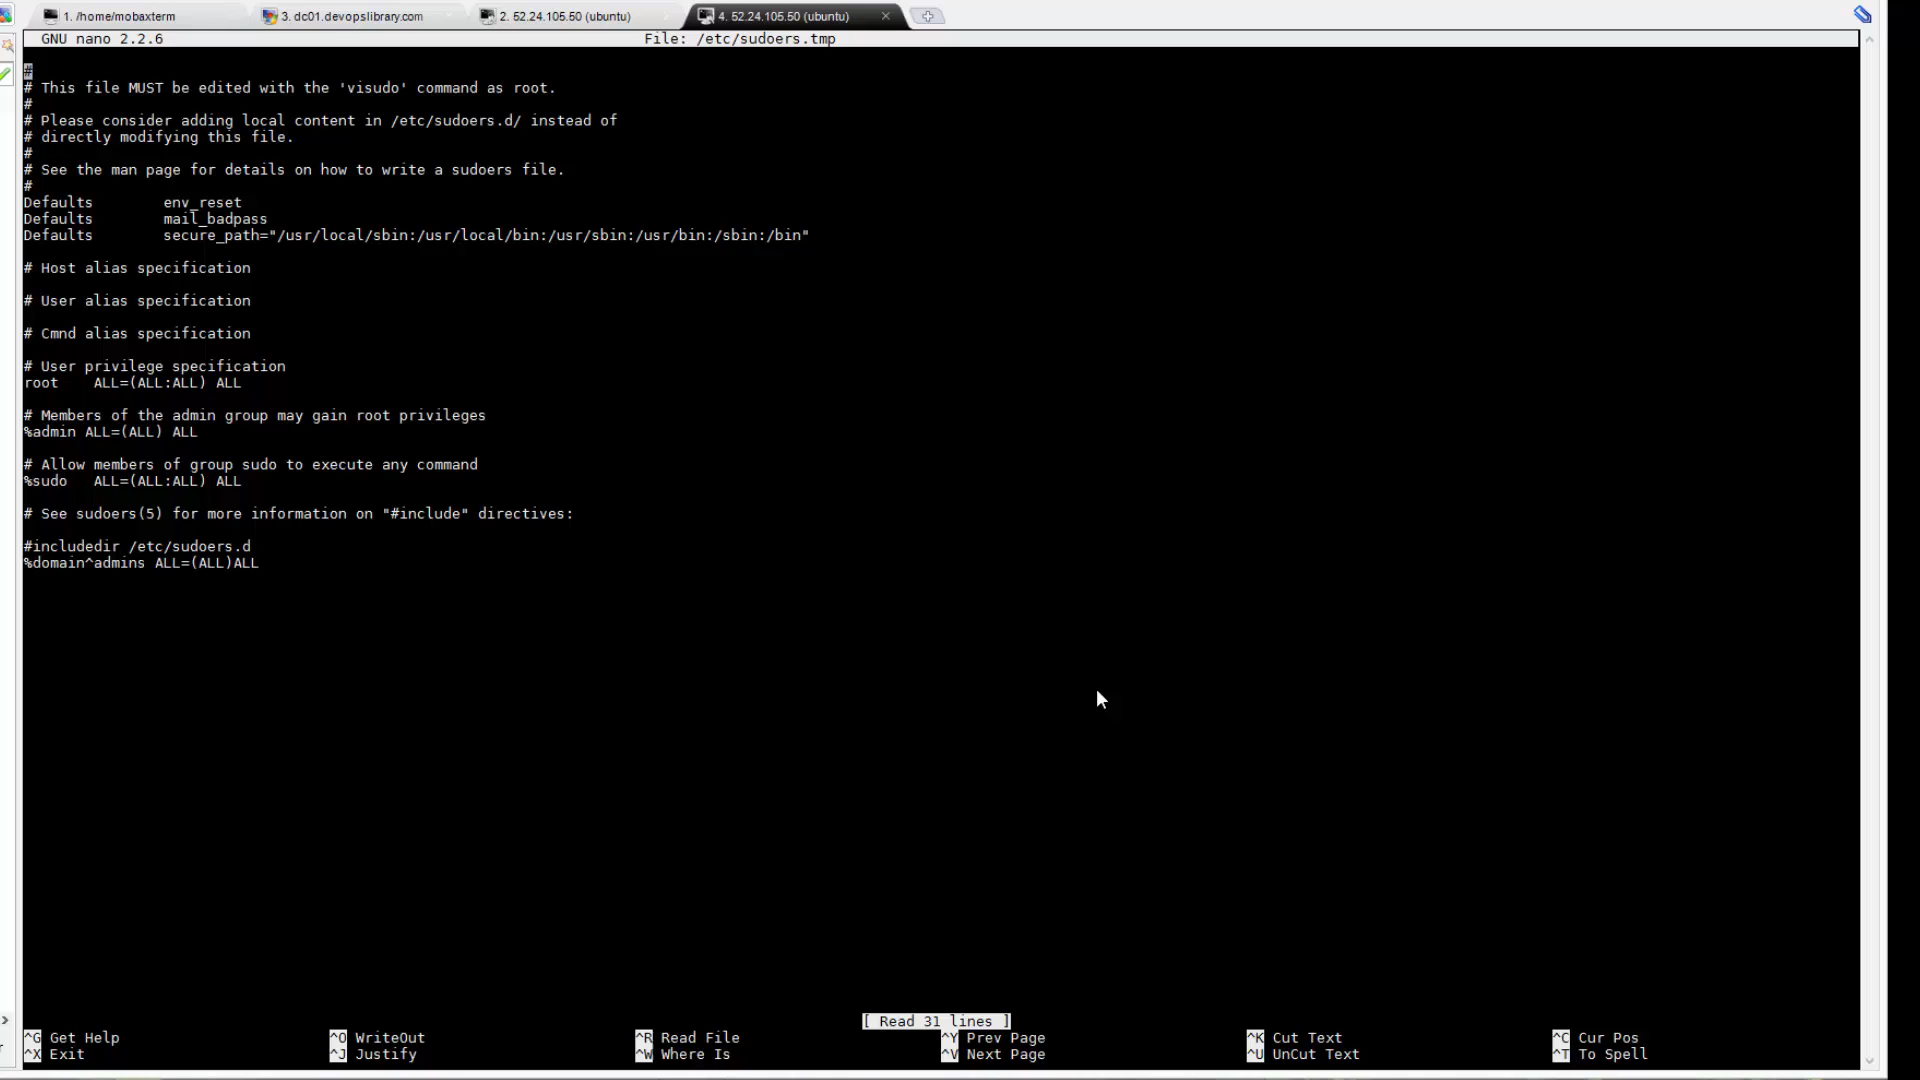 1. /home/mobaxterm
3. dc01.devopslibrary.com
2. 52.24.105.50 (ubuntu)
4. 52.24.105.50 (ubuntu)
GNU nano 2.2.6 File: /etc/sudoers.tmp
#
# This file MUST be edited with the 'visudo' command as root.
#
# Please consider adding local content in /etc/sudoers.d/ instead of
# directly modifying this file.
#
# See the man page for details on how to write a sudoers file.
#
Defaults env_reset
Defaults mail_badpass
Defaults secure_path="/usr/local/sbin:/usr/local/bin:/usr/sbin:/usr/bin:/sbin:/bin"
# Host alias specification
# User alias specification
# Cmnd alias specification
# User privilege specification
root ALL=(ALL:ALL) ALL
# Members of the admin group may gain root privileges
%admin ALL=(ALL) ALL
# Allow members of group sudo to execute any command
%sudo ALL=(ALL:ALL) ALL
# See sudoers(5) for more information on "#include" directives:
#includedir /etc/sudoers.d
%domain^admins ALL=(ALL)ALL
[ Read 31 lines ]
^G Get Help ^O WriteOut ^R Read File ^Y Prev Page ^K Cut Text ^C Cur Pos
^X Exit ^J Justify ^W Where Is ^V Next Page ^U UnCut Text ^T To Spell